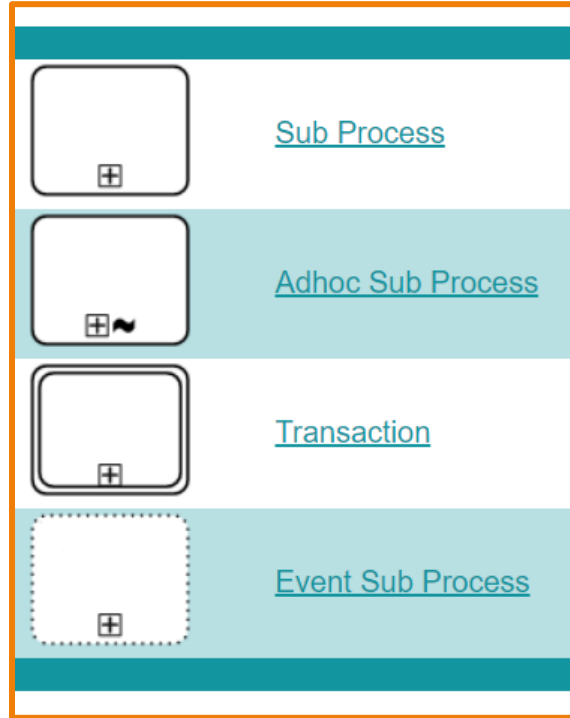 Sub Process
Adhoc Sub Process
Transaction
Event Sub Process